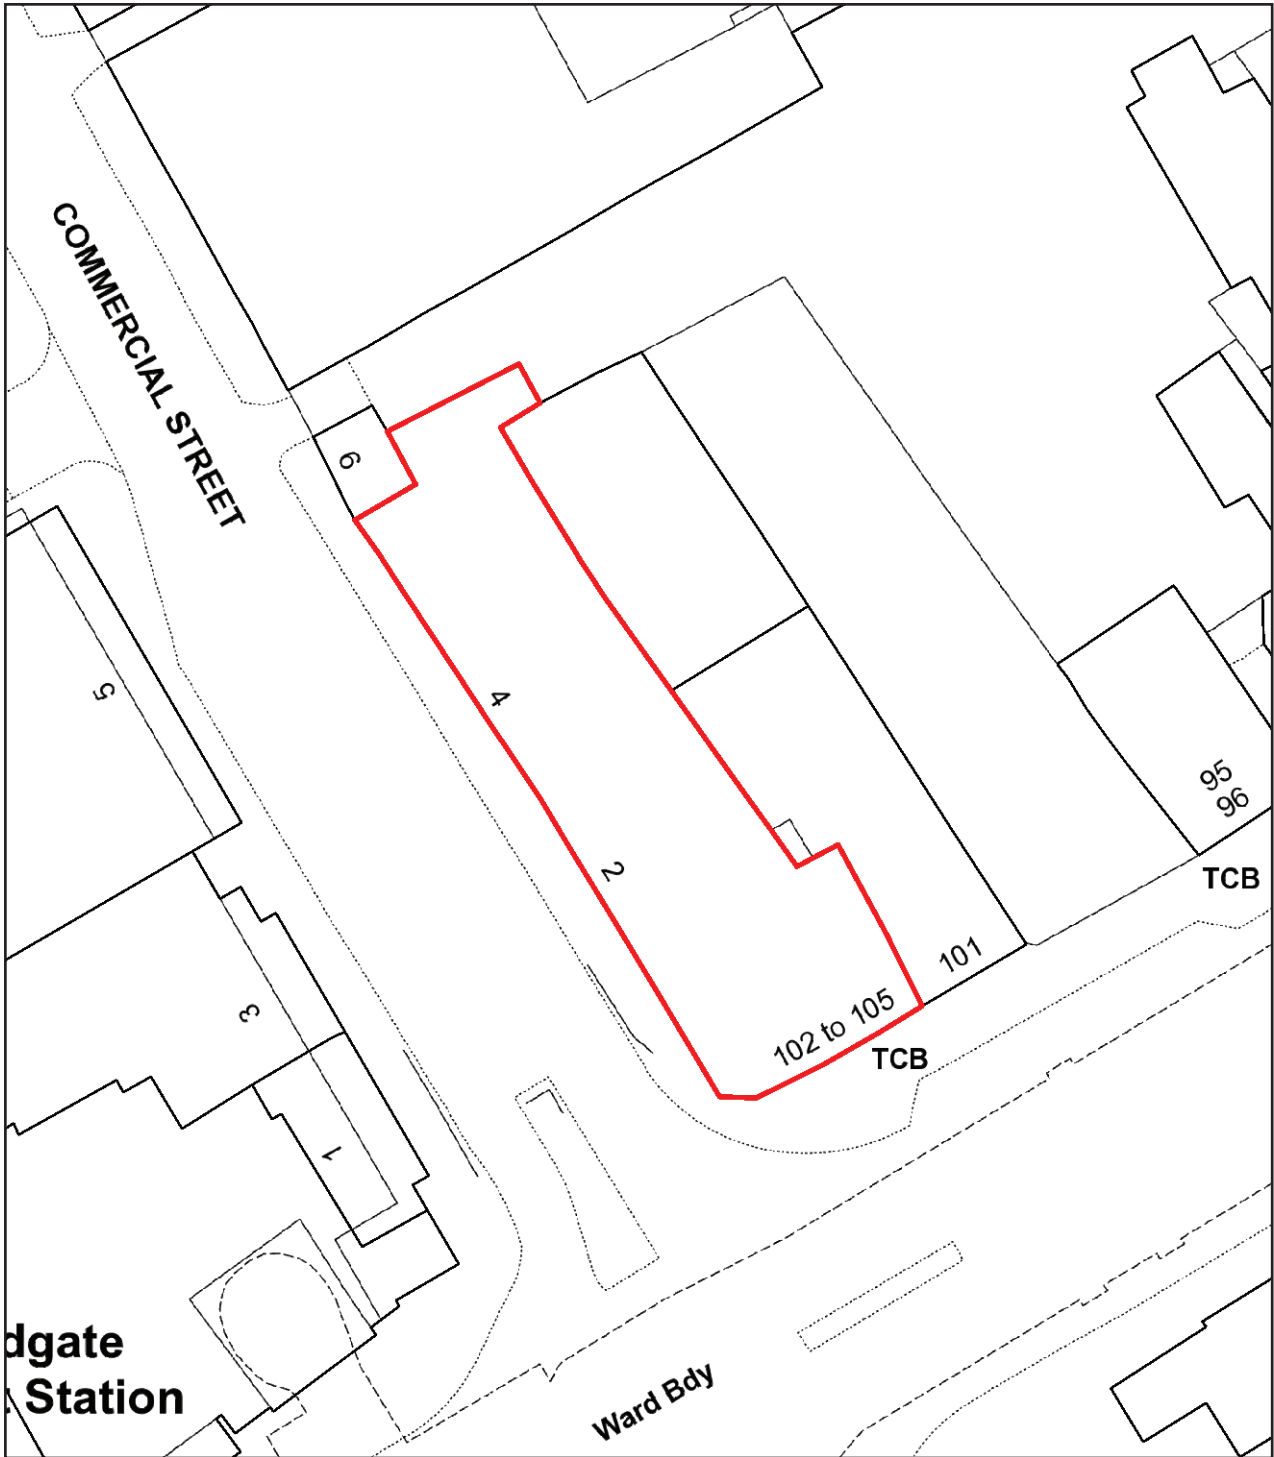 COMMERCIAL STREET
6
5
4
2
95
96
TCB
101
102 to 105
TCB
3
1
dgate
Station
Ward Bdy